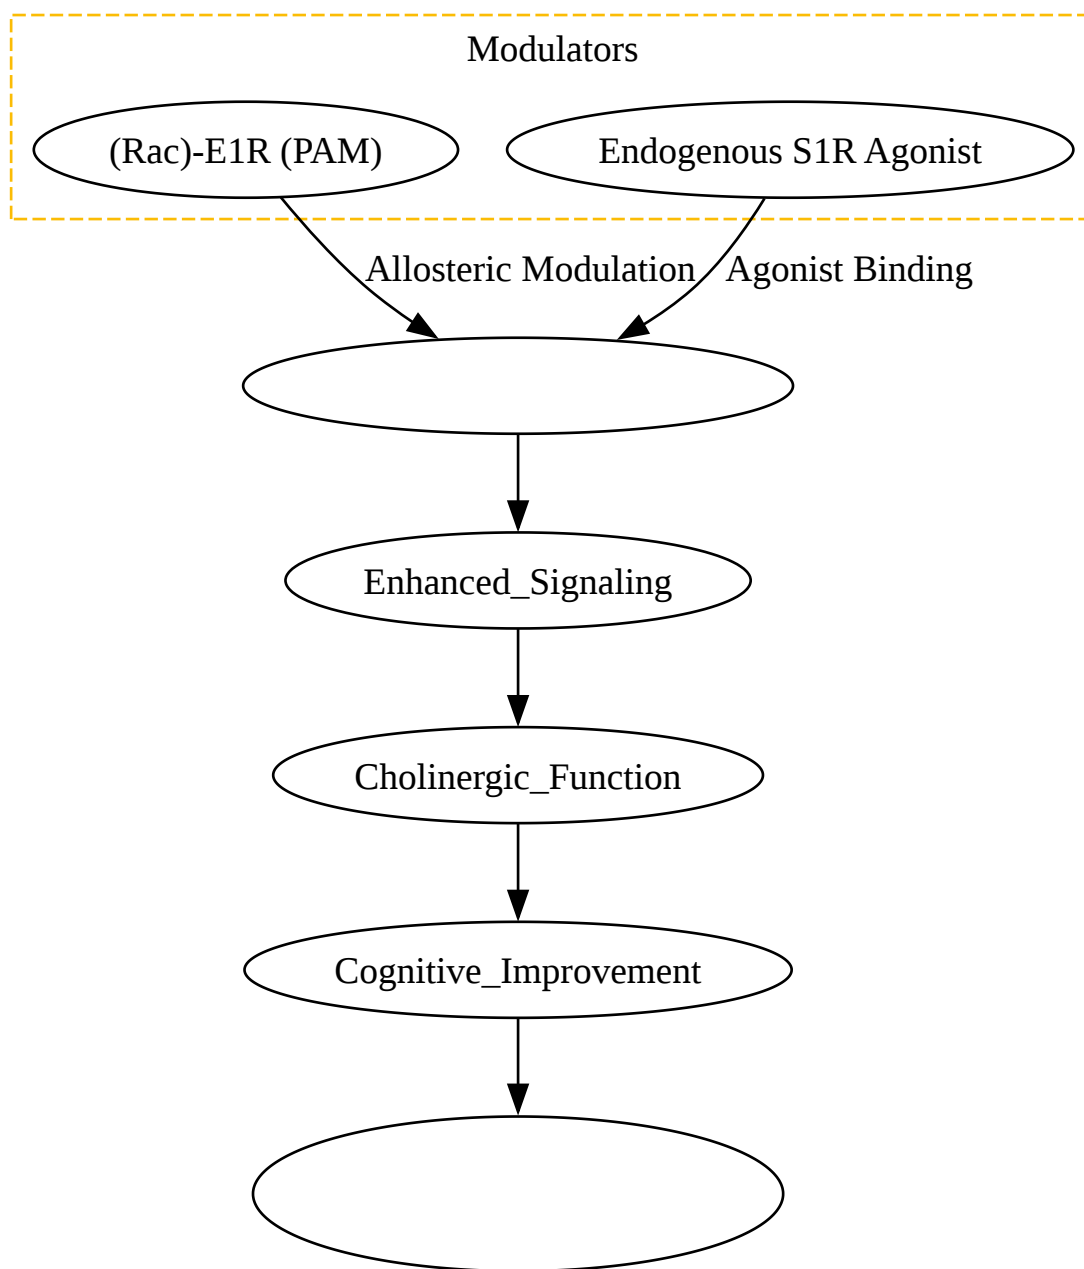 Modulators
(Rac)-E1R (PAM)
Endogenous S1R Agonist
Allosteric Modulation
Agonist Binding
Enhanced_Signaling
Cholinergic_Function
Cognitive_Improvement